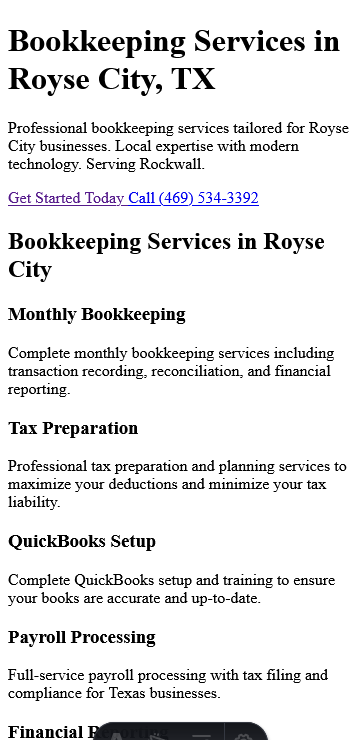 Bookkeeping Services in
Royse City, TX
Professional bookkeeping services tailored for Royse
City businesses. Local expertise with modern
technology. Serving Rockwall.
Get Started Today Call (469) 534-3392
Bookkeeping Services in Royse
City
Monthly Bookkeeping
Complete monthly bookkeeping services including
transaction recording, reconciliation, and financial
reporting.
Tax Preparation
Professional tax preparation and planning services to
maximize your deductions and minimize your tax
liability.
QuickBooks Setup
Complete QuickBooks setup and training to ensure
your books are accurate and up-to-date.
Payroll Processing
Full-service payroll processing with tax filing and
compliance for Texas businesses.
Financial